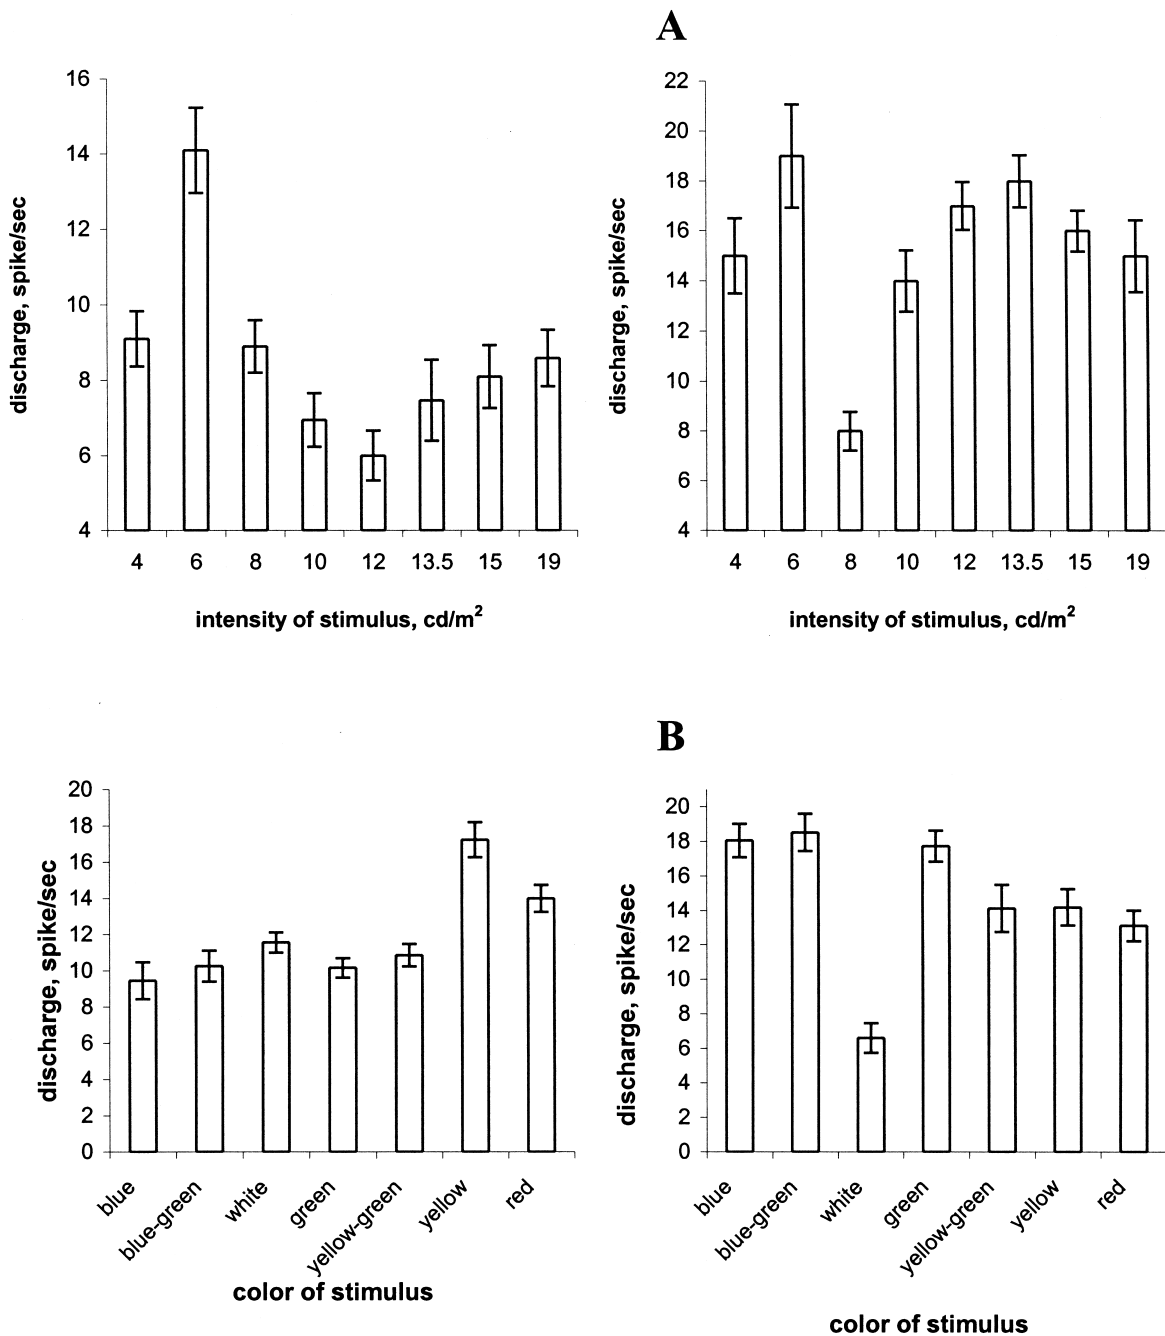 A
16
14
12
10
8
6
4
discharge, spike/sec
4 6 8 10 12 13.5 15 19
intensity of stimulus, cd/m²
22
20
18
16
14
12
10
8
6
4
discharge, spike/sec
4 6 8 10 12 13.5 15 19
intensity of stimulus, cd/m²
B
20
18
16
14
12
10
8
6
4
2
0
discharge, spike/sec
blue
blue-green
white
green
yellow-green
yellow
red
color of stimulus
20
18
16
14
12
10
8
6
4
2
0
discharge, spike/sec
blue
blue-green
white
green
yellow-green
yellow
red
color of stimulus